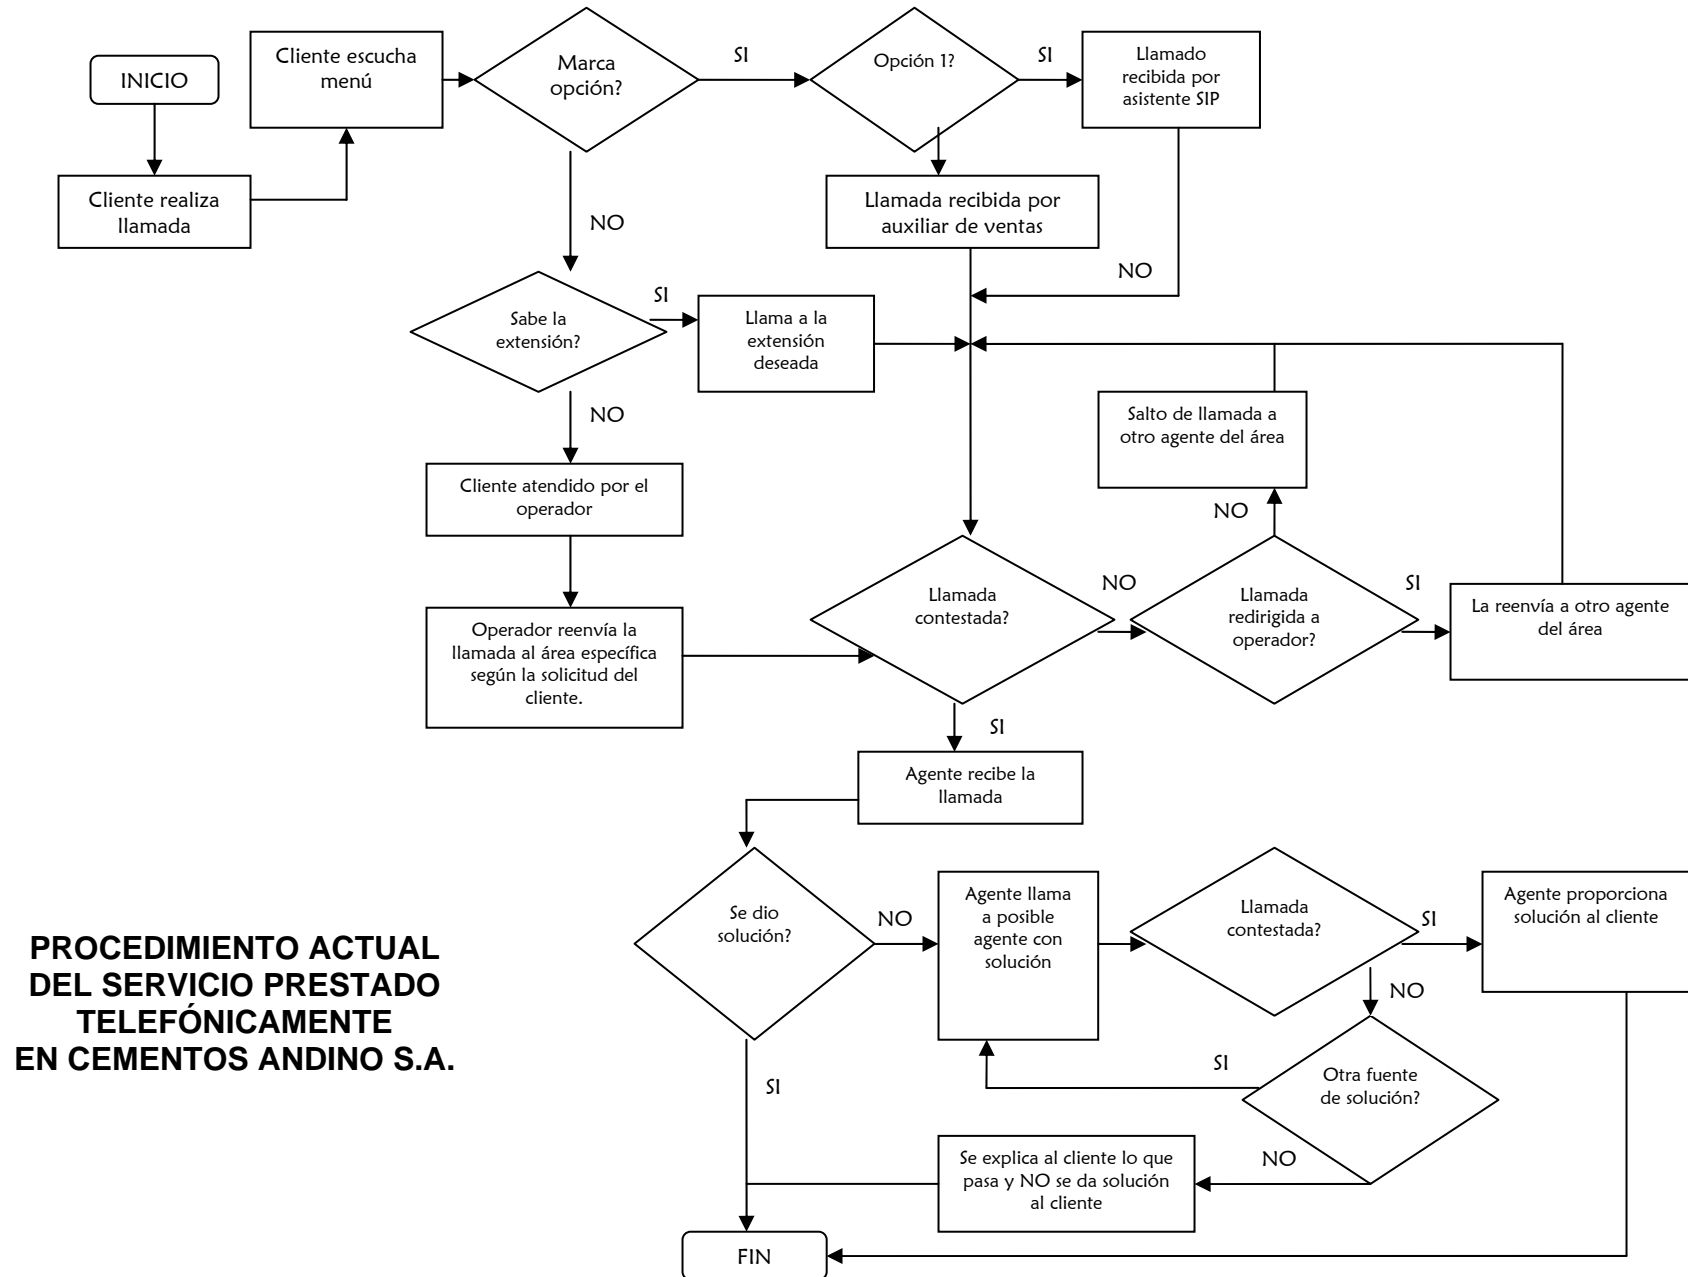 INICIO
Cliente realiza
llamada
Cliente escucha
menú
Marca
opción?
SI
Opción 1?
SI
Llamado
recibida por
asistente SIP
NO
Llamada recibida por
auxiliar de ventas
NO
Sabe la
extensión?
SI
Llama a la
extensión
deseada
NO
Salto de llamada a
otro agente del área
Cliente atendido por el
operador
NO
Operador reenvía la
llamada al área específica
según la solicitud del
cliente.
Llamada
contestada?
NO
Llamada
redirigida a
operador?
SI
La reenvía a otro agente
del área
SI
Agente recibe la
llamada
Se dio
solución?
NO
Agente llama
a posible
agente con
solución
Llamada
contestada?
SI
Agente proporciona
solución al cliente
NO
PROCEDIMIENTO ACTUAL
DEL SERVICIO PRESTADO
TELEFÓNICAMENTE
EN CEMENTOS ANDINO S.A.
SI
SI
Otra fuente
de solución?
Se explica al cliente lo que
pasa y NO se da solución
al cliente
NO
FIN